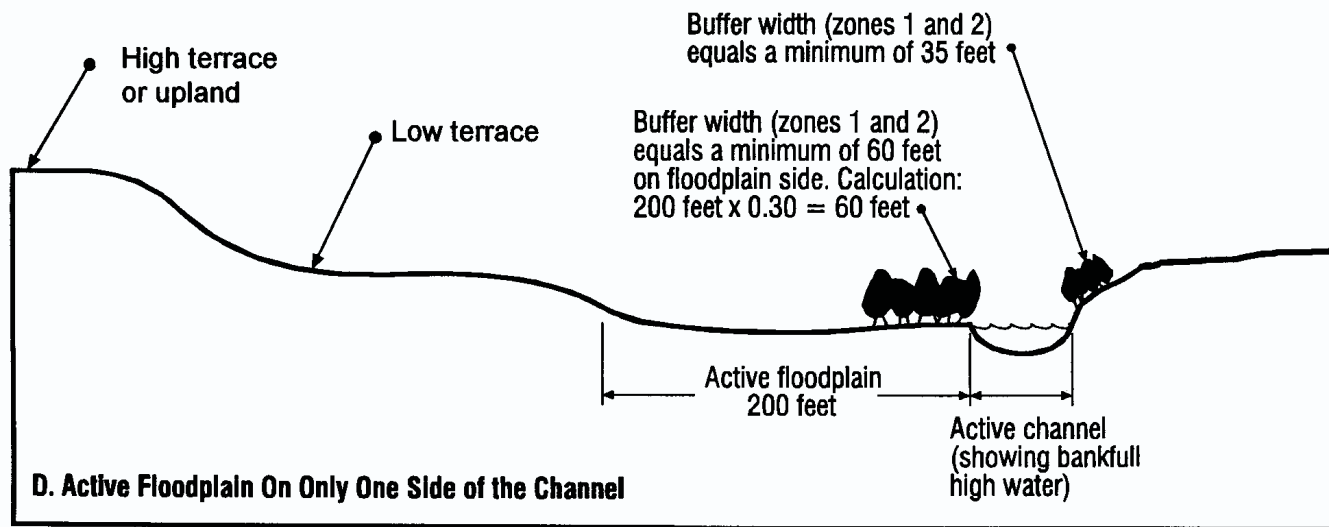 Buffer width (zones 1 and 2)
equals a minimum of 35 feet
High terrace
or upland
Low terrace
Buffer width (zones 1 and 2)
equals a minimum of 60 feet
on floodplain side. Calculation:
200 feet x 0.30 = 60 feet
Active floodplain
200 feet
Active channel
(showing bankfull
high water)
D. Active Floodplain On Only One Side of the Channel